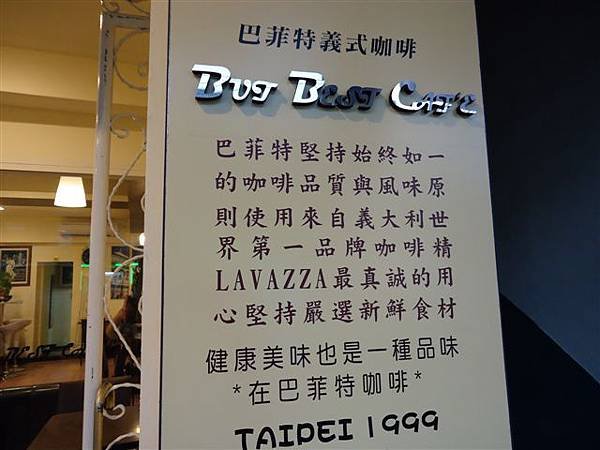 巴菲特義式咖啡
BUT BEST CAF'E
巴菲特堅持始終如一
的咖啡品質與風味原
則使用來自義大利世
界第一品牌咖啡精
LAVAZZA最真誠的用
心堅持嚴選新鮮食材
健康美味也是一種品味
*在巴菲特咖啡*
TAIPEI 1999
BEST Caf